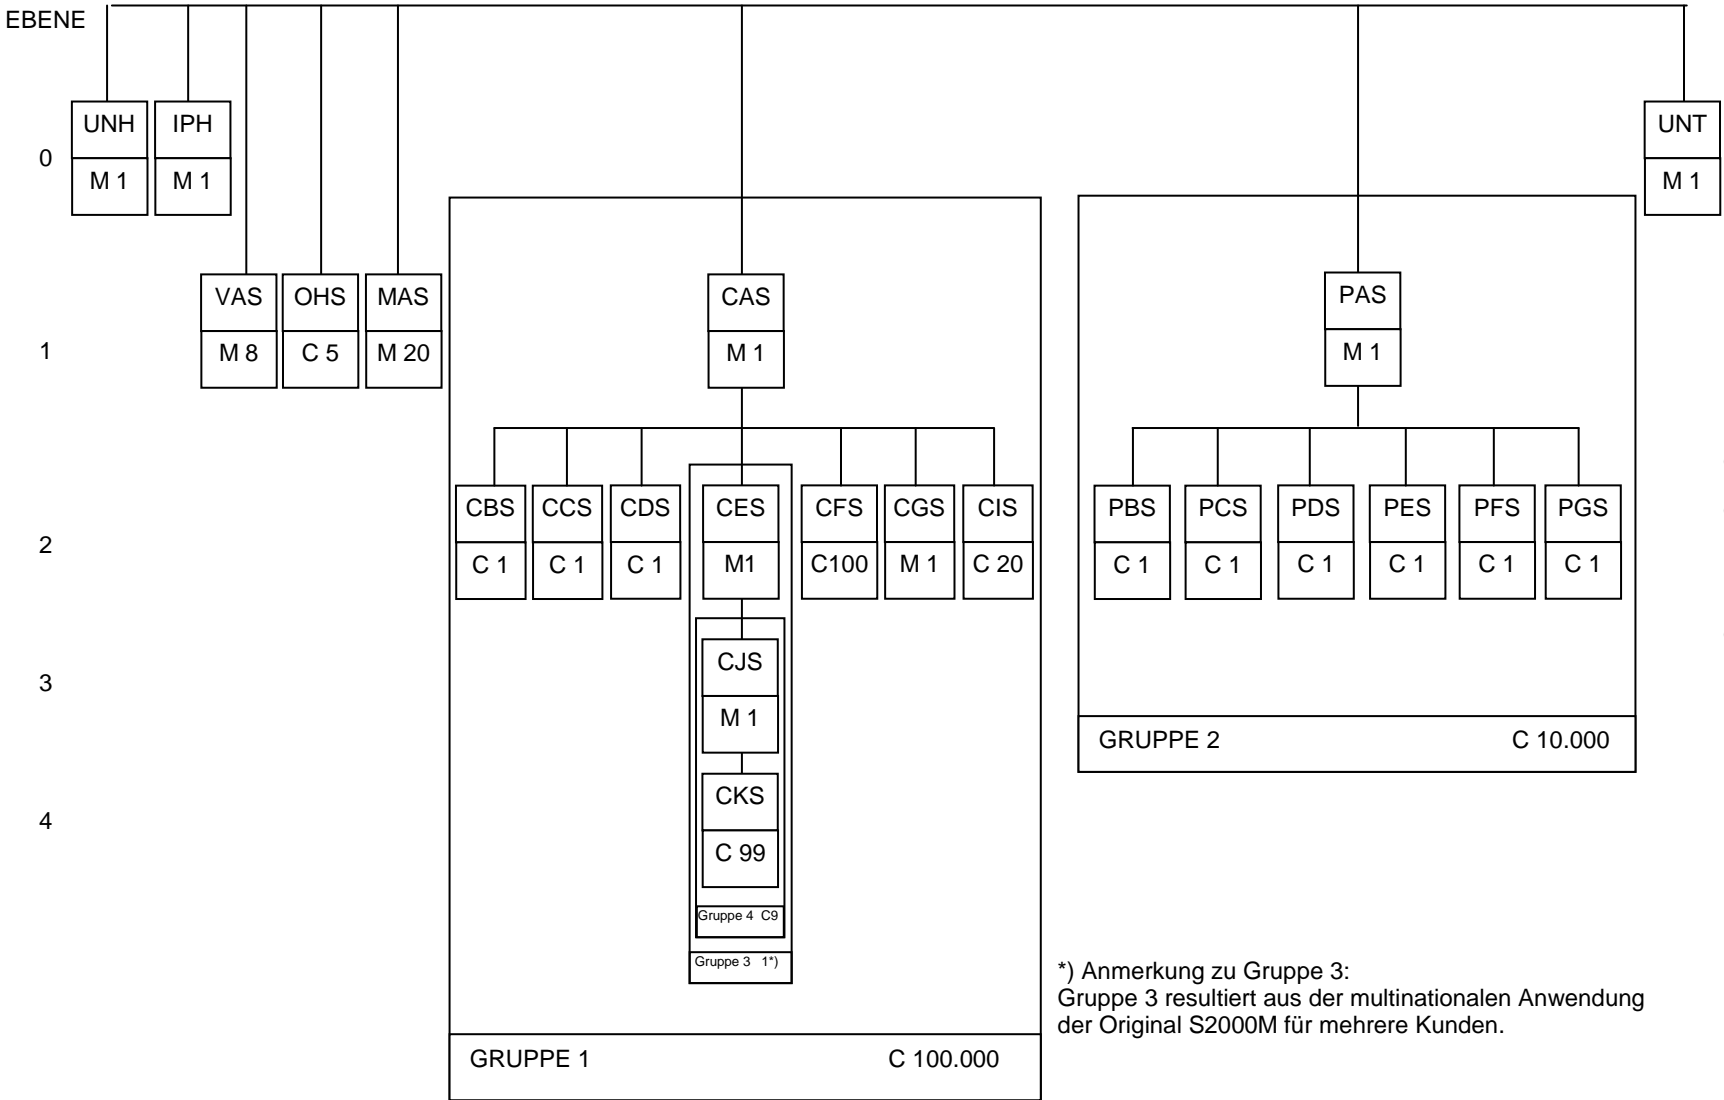 EBENE
UNH IPH UNT
0
M 1 M 1 M 1
VAS OHS MAS CAS PAS
1
M 8 C 5 M 20 M 1 M 1
CBS CCS CDS CES CFS CGS CIS PBS PCS PDS PES PFS PGS
2
C 1 C 1 C 1 M1 C100 M 1 C 20 C 1 C 1 C 1 C 1 C 1 C 1
CJS
3
M 1
GRUPPE 2 C 10.000
CKS
4
C 99
Gruppe 4 C9
Gruppe 3 1*)
*) Anmerkung zu Gruppe 3:
Gruppe 3 resultiert aus der multinationalen Anwendung
der Original S2000M für mehrere Kunden.
GRUPPE 1 C 100.000